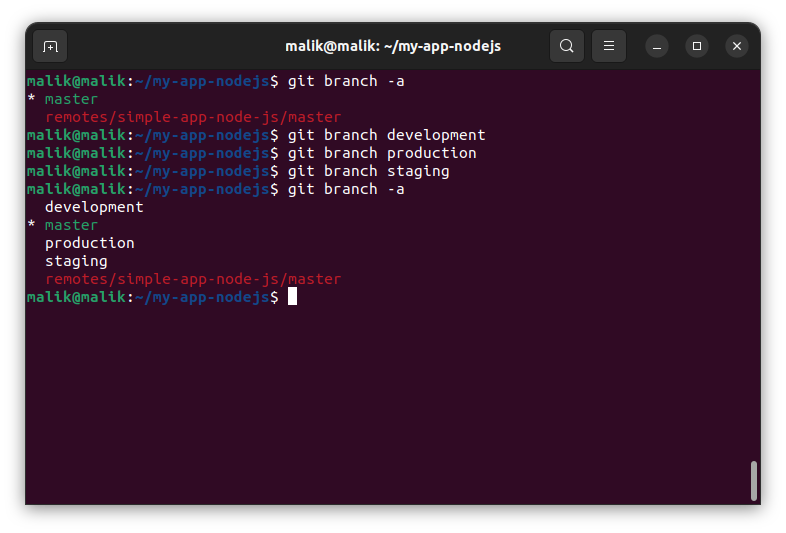 malik@malik: ~/my-app-nodejs
malik@malik:~/my-app-nodejs$ git branch -a
* master
remotes/simple-app-node-js/master
malik@malik:~/my-app-nodejs$ git branch development
malik@malik:~/my-app-nodejs$ git branch production
malik@malik:~/my-app-nodejs$ git branch staging
malik@malik:~/my-app-nodejs$ git branch -a
development
* master
production
staging
remotes/simple-app-node-js/master
malik@malik:~/my-app-nodejs$